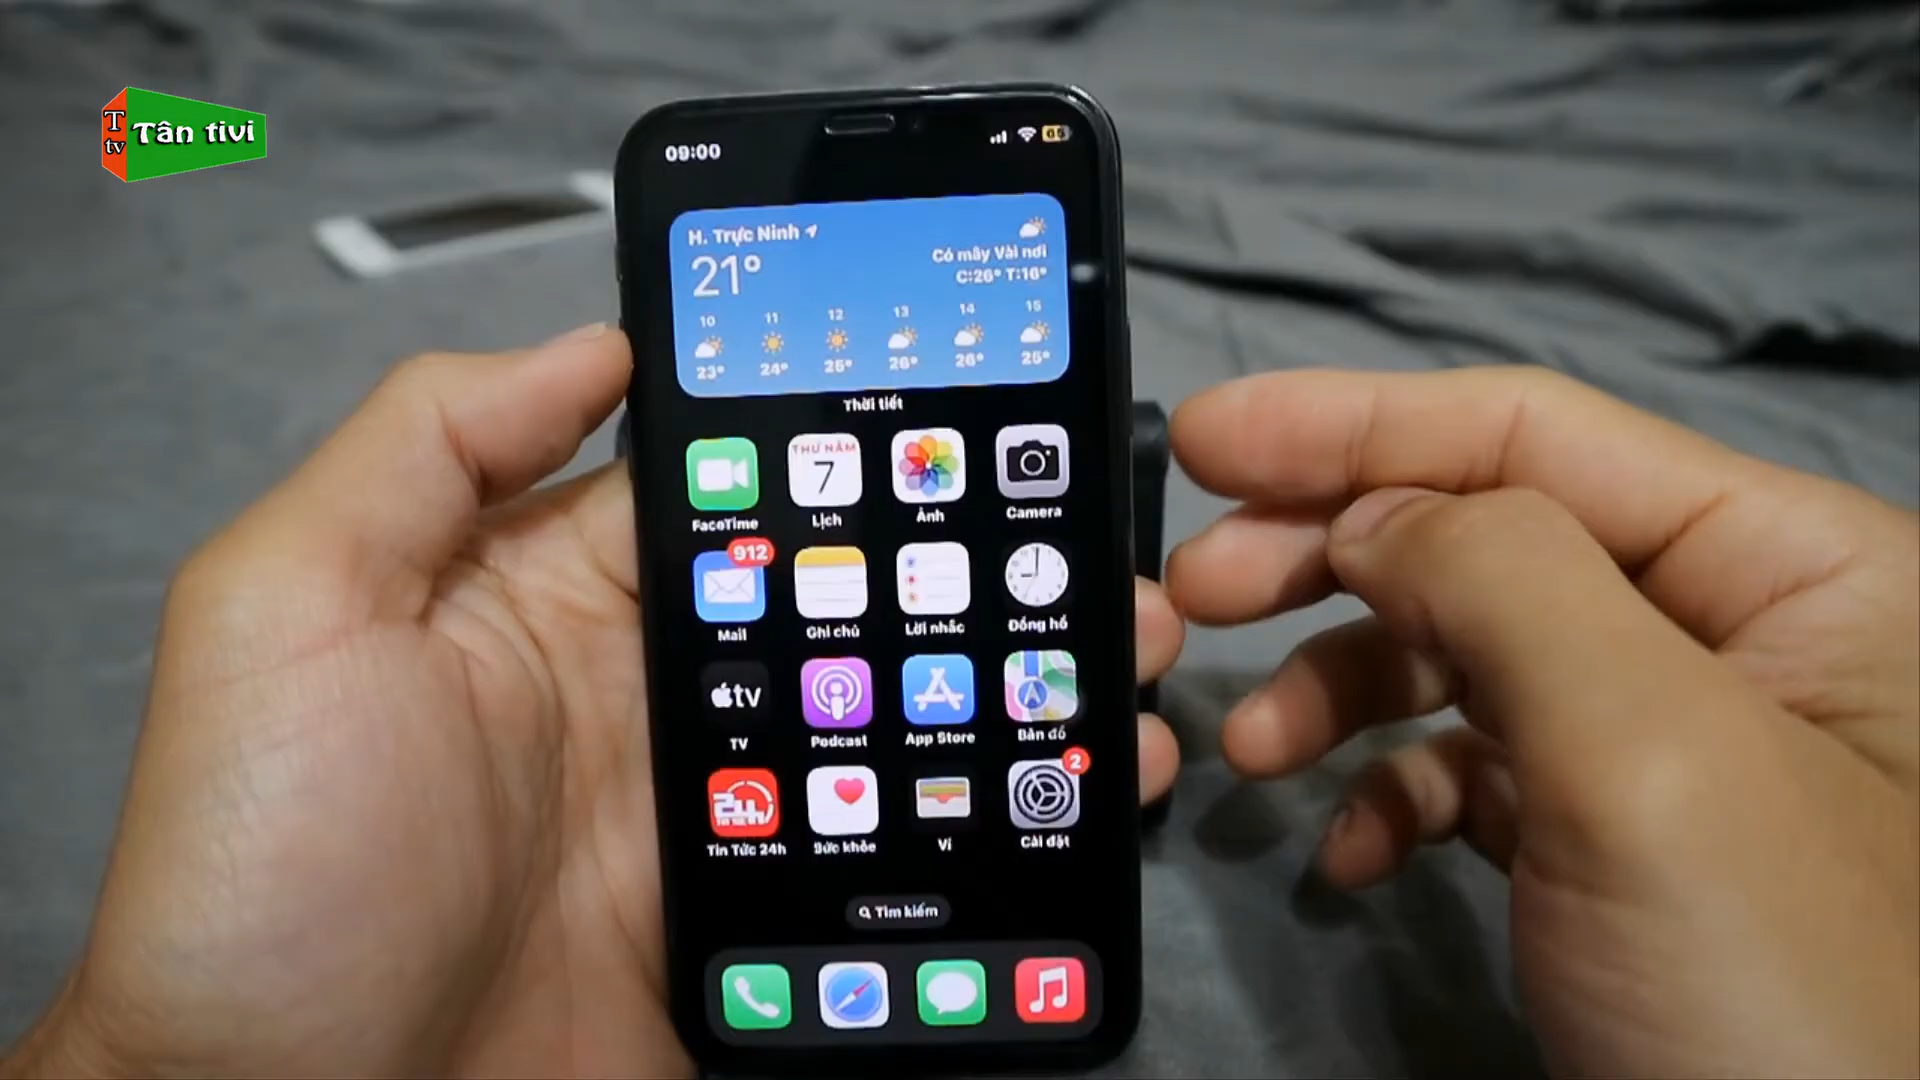 T
tv
Tân tivi
09:00
65
H. Trực Ninh
21°
Có mây Vài nơi
C:26° T:16°
10 11 12 13 14 15
23° 24° 25° 26° 26° 25°
Thời tiết
THỨ NĂM
7
FaceTime Lịch Ảnh Camera
912
Mail Ghi chú Lời nhắc Đồng hồ
tv
TV Podcast App Store Bản đồ
2
24h
Tin Tức 24h Sức khỏe Ví Cài đặt
Tìm kiếm